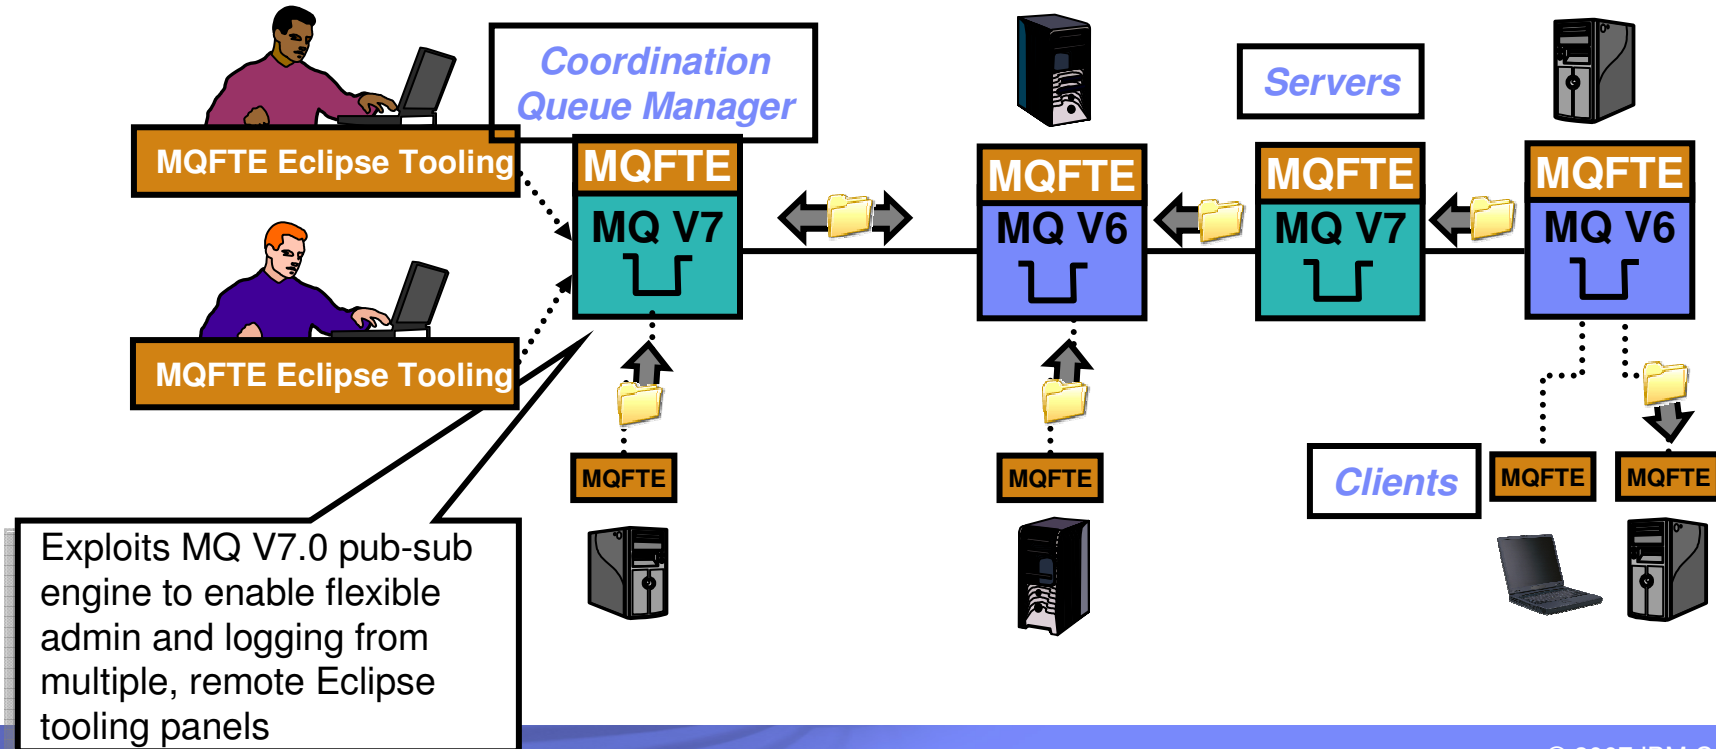 Coordination
Queue Manager
Servers
MQFTE Eclipse Tooling
MQFTE
MQFTE
MQFTE
MQFTE
MQ V7
MQ V6
MQ V7
MQ V6
MQFTE Eclipse Tooling
MQFTE
MQFTE
Clients
MQFTE
MQFTE
Exploits MQ V7.0 pub-sub
engine to enable flexible
admin and logging from
multiple, remote Eclipse
tooling panels